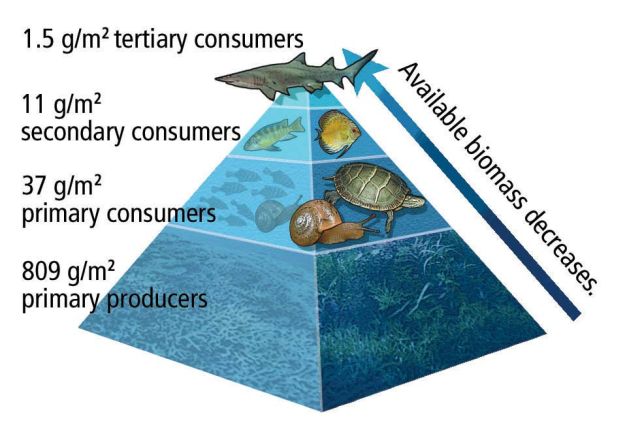 1.5 g/m² tertiary consumers
11 g/m²
secondary consumers
37 g/m²
primary consumers
809 g/m²
primary producers
Available biomass decreases.